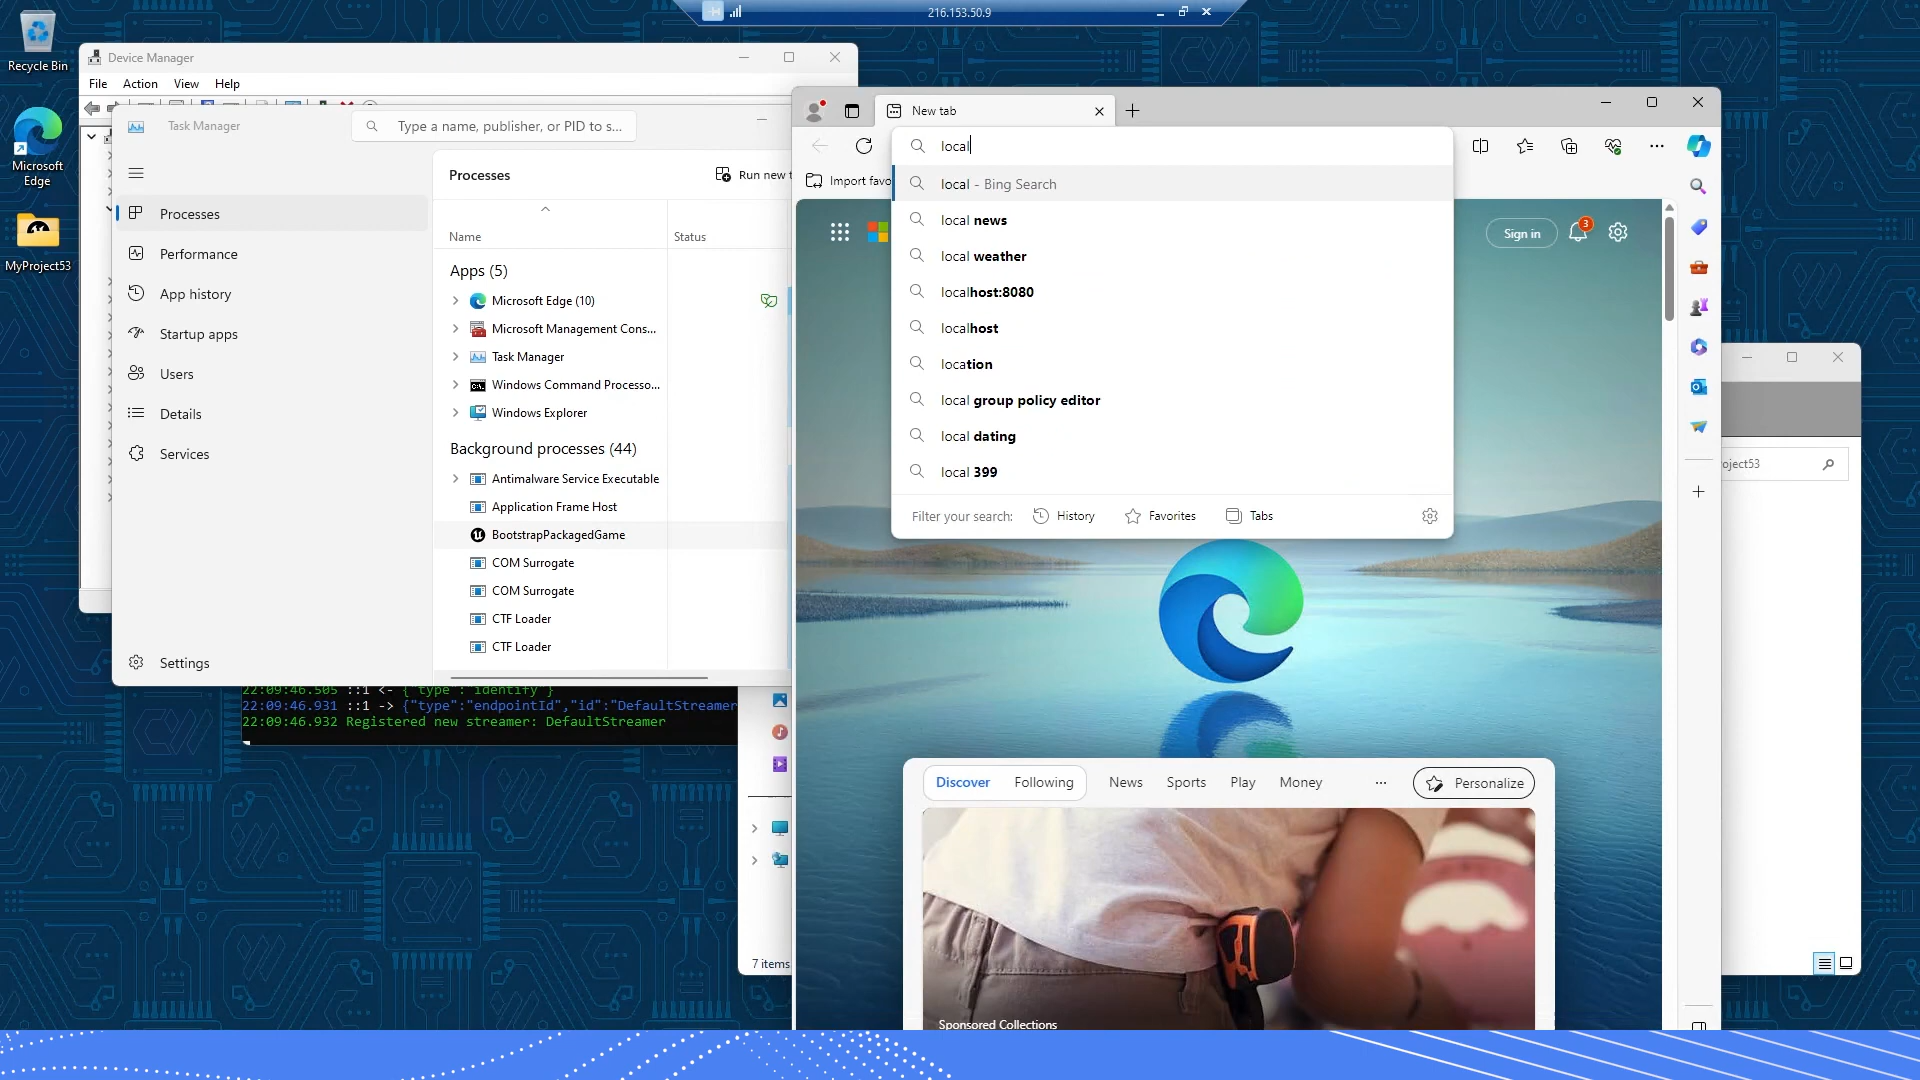 216.153.50.9
Recycle Bin
Microsoft
Edge
MyProject53
Device Manager
File Action View Help
Task Manager
Type a name, publisher, or PID to s...
Processes
Performance
App history
Startup apps
Users
Details
Services
Settings
Processes
Run new t
Name
Status
Apps (5)
Microsoft Edge (10)
Microsoft Management Cons...
Task Manager
Windows Command Processo...
Windows Explorer
Background processes (44)
Antimalware Service Executable
Application Frame Host
BootstrapPackagedGame
COM Surrogate
COM Surrogate
CTF Loader
CTF Loader
22:09:46.505 ::1 <- {"type":"identify"}
22:09:46.931 ::1 -> {"type":"endpointId","id":"DefaultStreamer
22:09:46.932 Registered new streamer: DefaultStreamer
7 items
New tab
local
Import favo
local - Bing Search
local news
local weather
localhost:8080
localhost
location
local group policy editor
local dating
local 399
Filter your search: History Favorites Tabs
Sign in
3
Discover Following News Sports Play Money ... Personalize
Sponsored Collections
oject53